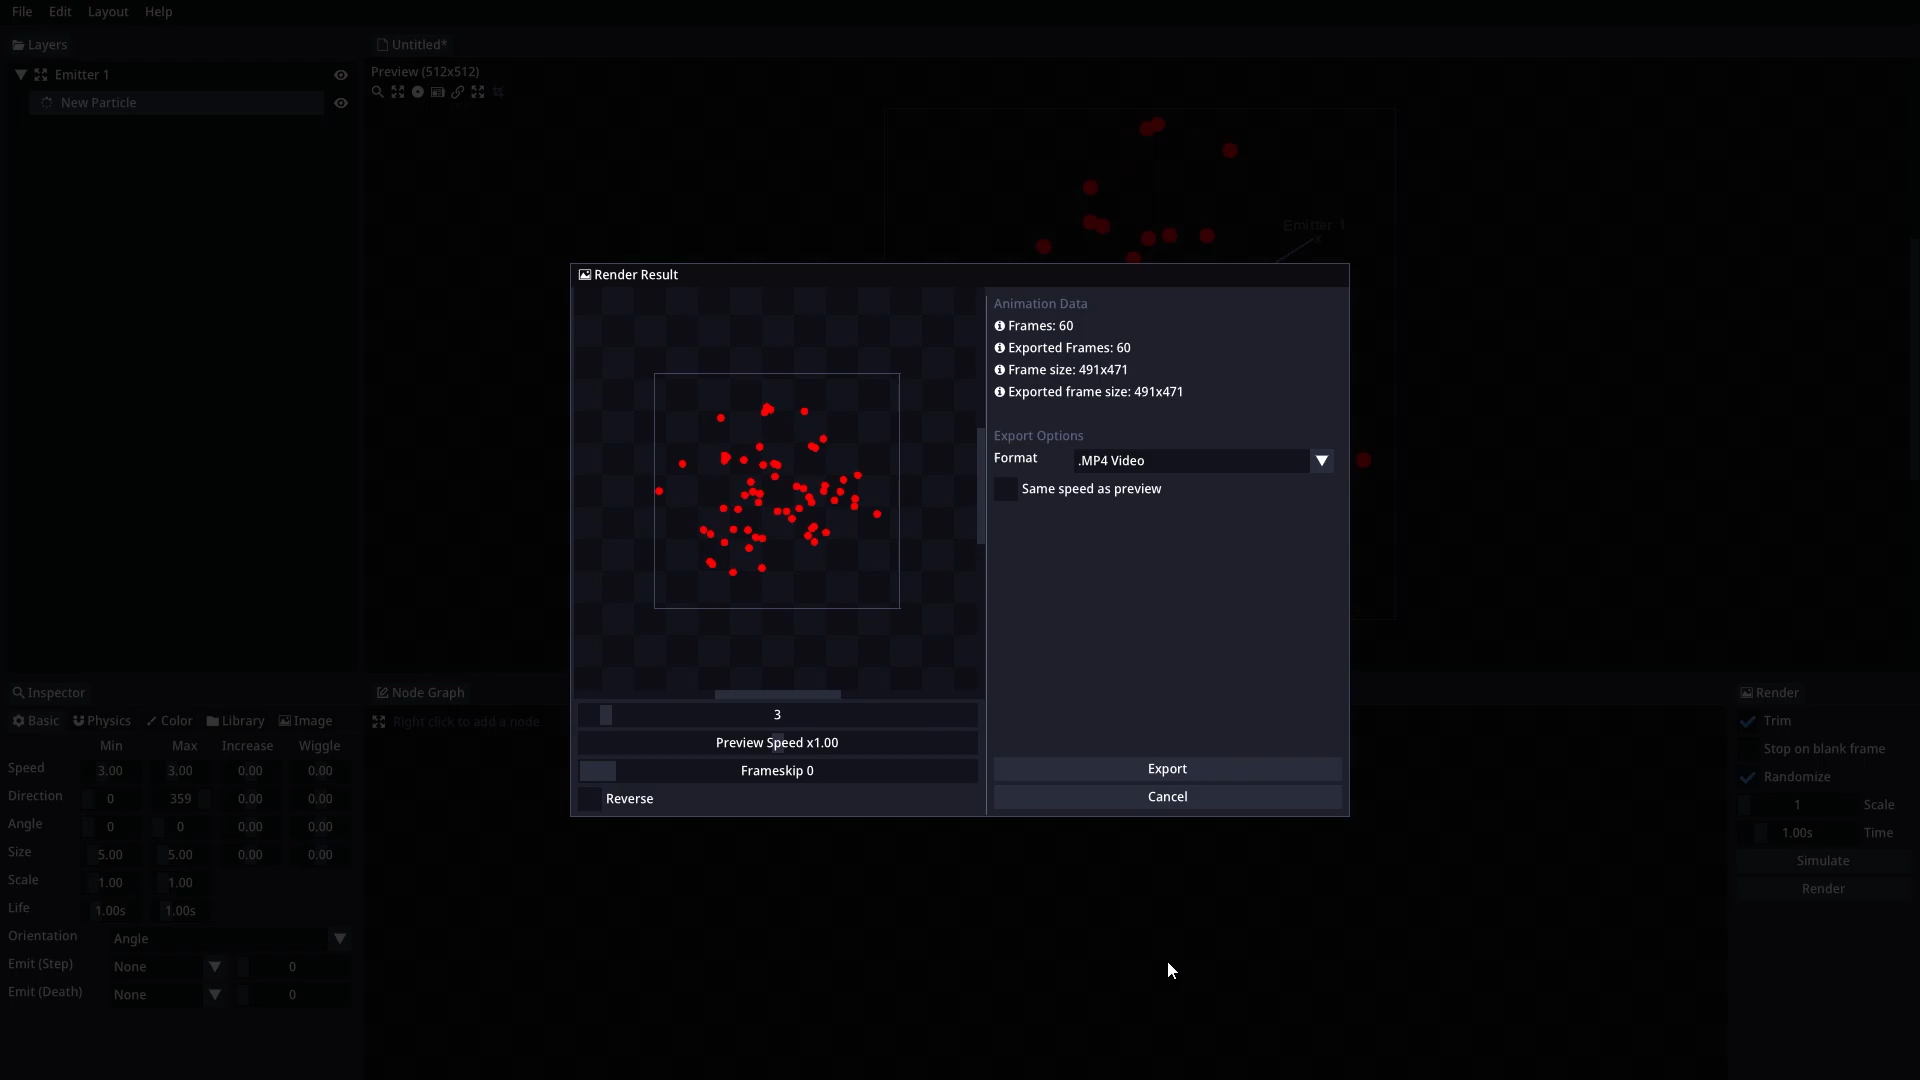 File Edit Layout Help
Layers
Emitter 1
New Particle
Untitled*
Preview (512x512)
Emitter 1
x
Render Result
3
Preview Speed x1.00
Frameskip 0
Reverse
Animation Data
Frames: 60
Exported Frames: 60
Frame size: 491x471
Exported frame size: 491x471
Export Options
Format .MP4 Video
Same speed as preview
Export
Cancel
Inspector
Basic Physics Color Library Image
Min Max Increase Wiggle
Speed 3.00 3.00 0.00 0.00
Direction 0 359 0.00 0.00
Angle 0 0 0.00 0.00
Size 5.00 5.00 0.00 0.00
Scale 1.00 1.00
Life 1.00s 1.00s
Orientation Angle
Emit (Step) None 0
Emit (Death) None 0
Node Graph
Right click to add a node
Render
Trim
Stop on blank frame
Randomize
1 Scale
1.00s Time
Simulate
Render